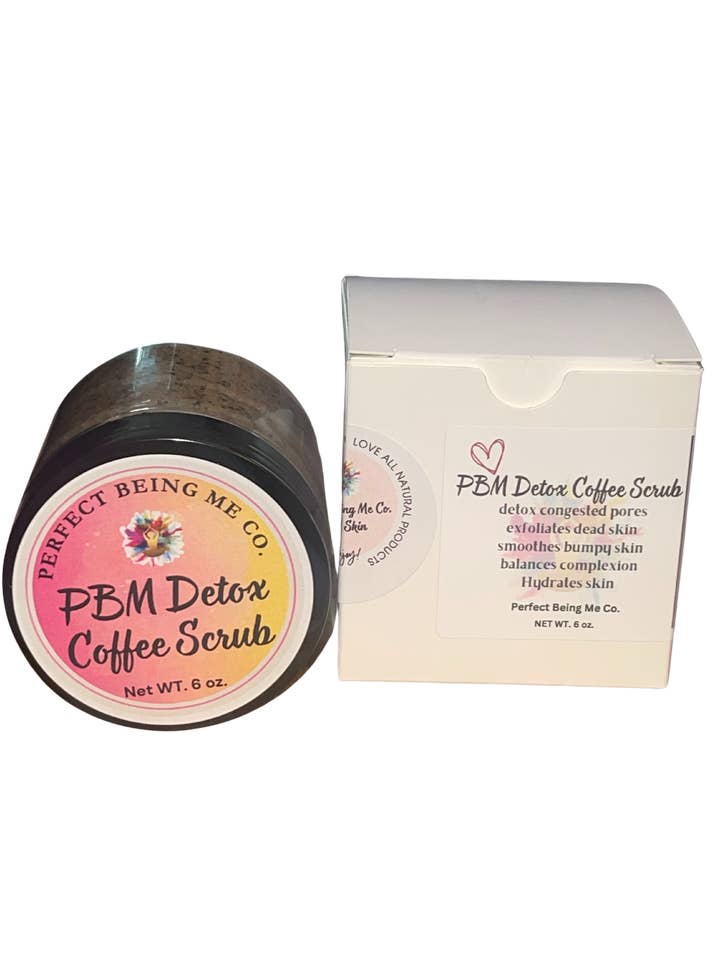 PERFECT BEING ME CO.
PBM Detox
Coffee Scrub
Net WT. 6 oz.
LOVE ALL NATURAL PRODUCTS
Me Co.
Skin
PBM Detox Coffee Scrub
detox congested pores
exfoliates dead skin
smoothes bumpy skin
balances complexion
Hydrates skin
Perfect Being Me Co.
NET WT. 6 oz.